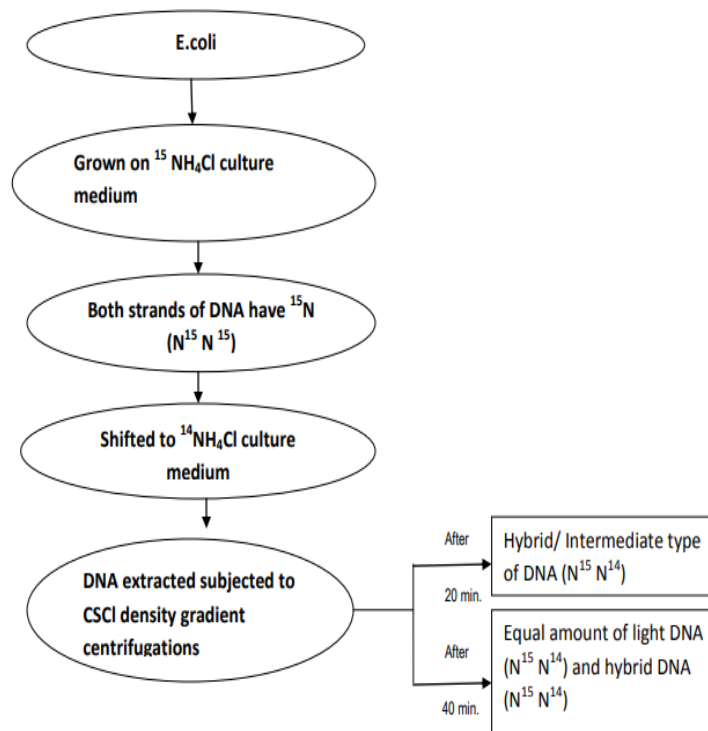 E.coli
Grown on ¹⁵ NH₄Cl culture
medium
Both strands of DNA have ¹⁵N
(N¹⁵ N ¹⁵)
Shifted to ¹⁴NH₄Cl culture
medium
DNA extracted subjected to
CSCl density gradient
centrifugations
After
20 min.
Hybrid/ Intermediate type
of DNA (N¹⁵ N¹⁴)
After
40 min.
Equal amount of light DNA
(N¹⁵ N¹⁴) and hybrid DNA
(N¹⁵ N¹⁴)